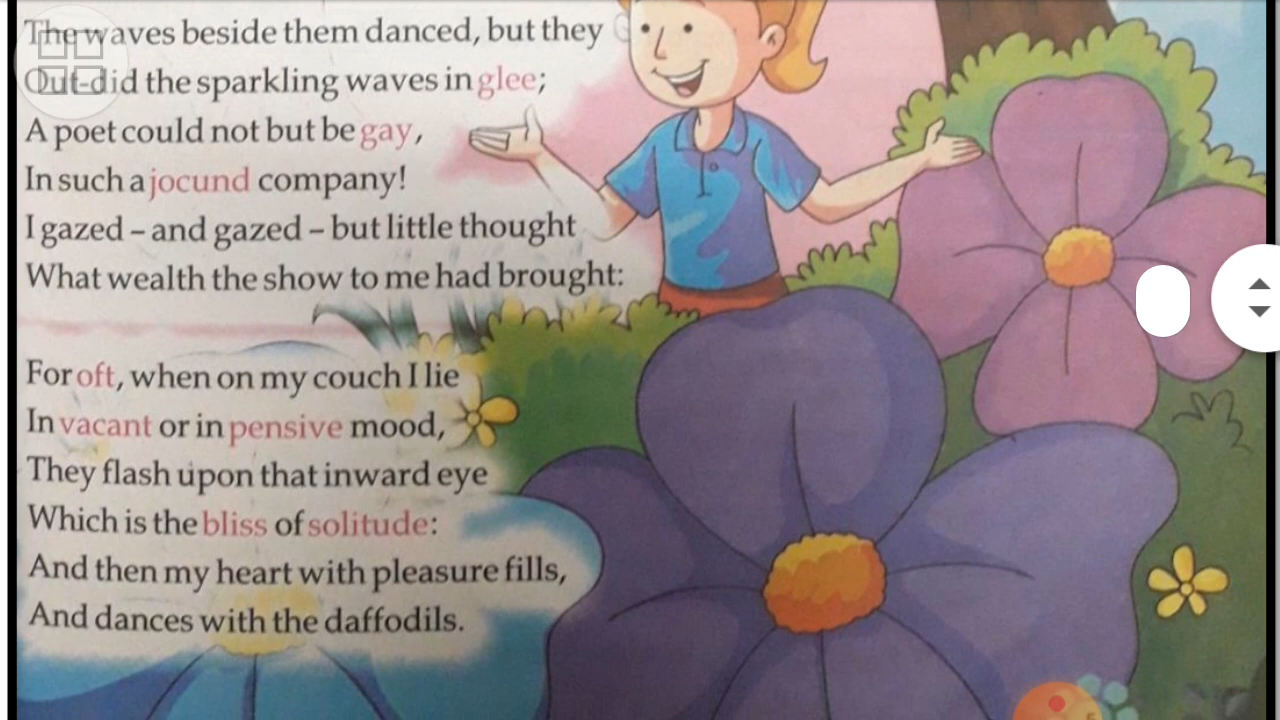 The waves beside them danced, but they
Out-did the sparkling waves in glee;
A poet could not but be gay,
In such a jocund company!
I gazed – and gazed – but little thought
What wealth the show to me had brought:
For oft, when on my couch I lie
In vacant or in pensive mood,
They flash upon that inward eye
Which is the bliss of solitude:
And then my heart with pleasure fills,
And dances with the daffodils.